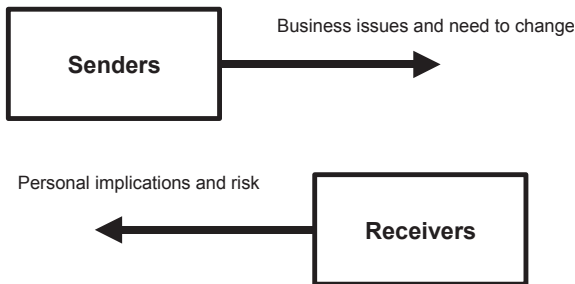 Business issues and need to change
Senders
Personal implications and risk
Receivers